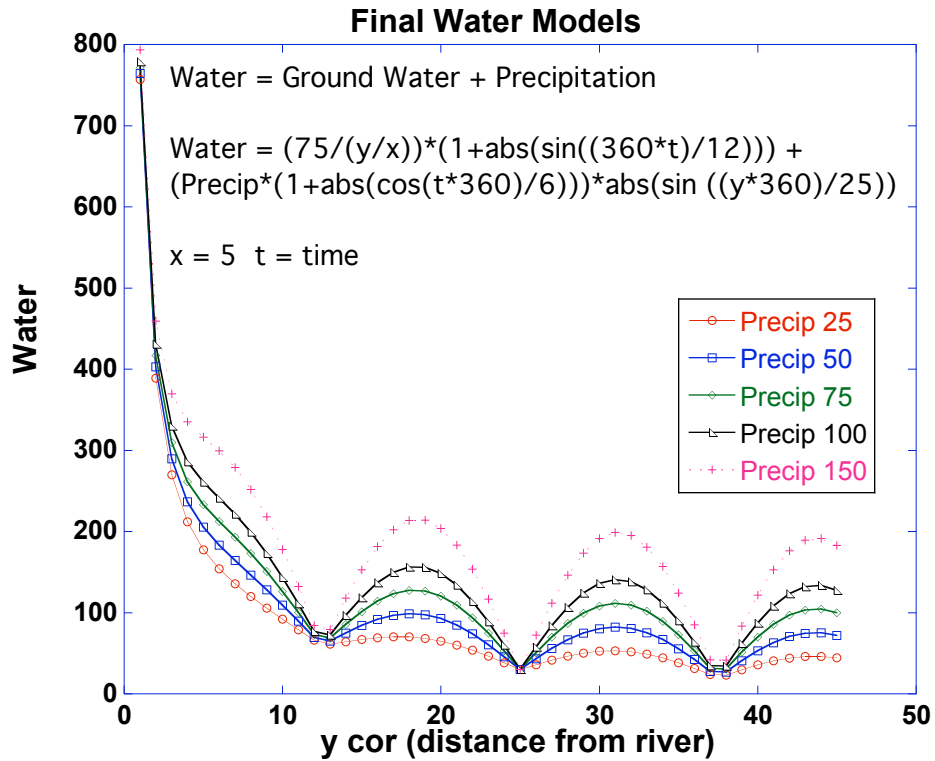 Final Water Models
800
700
600
500
400
300
200
100
0
Water
Water = Ground Water + Precipitation
Water = (75/(y/x))*(1+abs(sin((360*t)/12))) +
(Precip*(1+abs(cos(t*360)/6)))*abs(sin ((y*360)/25))
x = 5 t = time
Precip 25
Precip 50
Precip 75
Precip 100
Precip 150
0 10 20 30 40 50
y cor (distance from river)